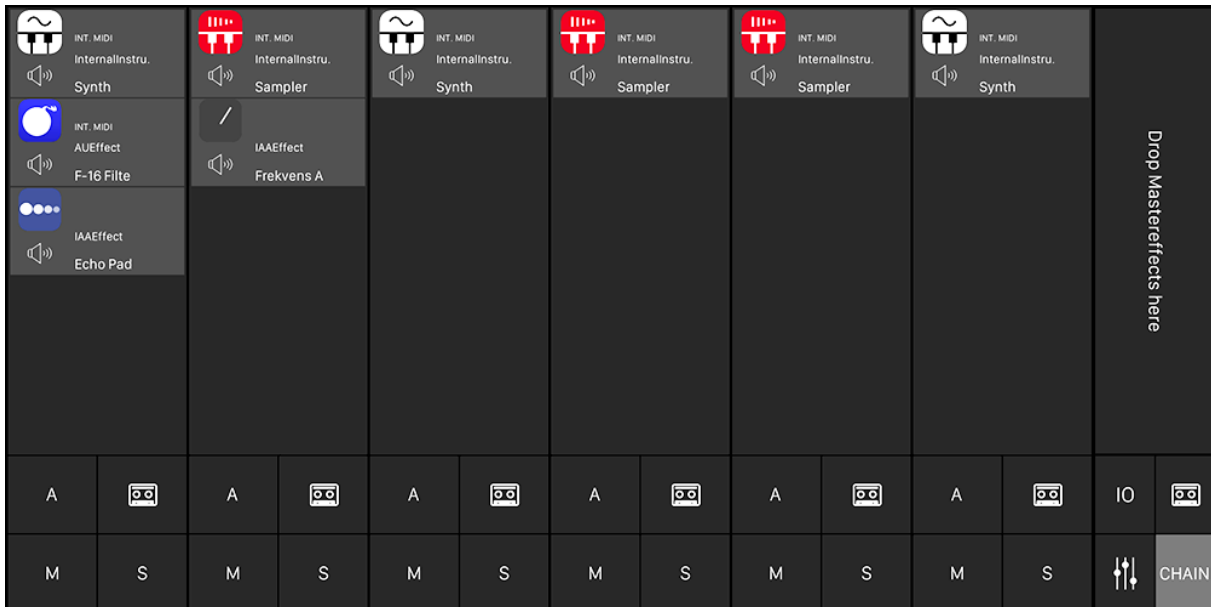 INT. MIDI
InternalInstru.
Synth
INT. MIDI
AUEffect
F-16 Filte
IAAEffect
Echo Pad
INT. MIDI
InternalInstru.
Sampler
IAAEffect
Frekvens A
INT. MIDI
InternalInstru.
Synth
INT. MIDI
InternalInstru.
Sampler
INT. MIDI
InternalInstru.
Sampler
INT. MIDI
InternalInstru.
Synth
Drop Mastereffects here
A
A
A
A
A
A
IO
M
S
M
S
M
S
M
S
M
S
M
S
CHAIN